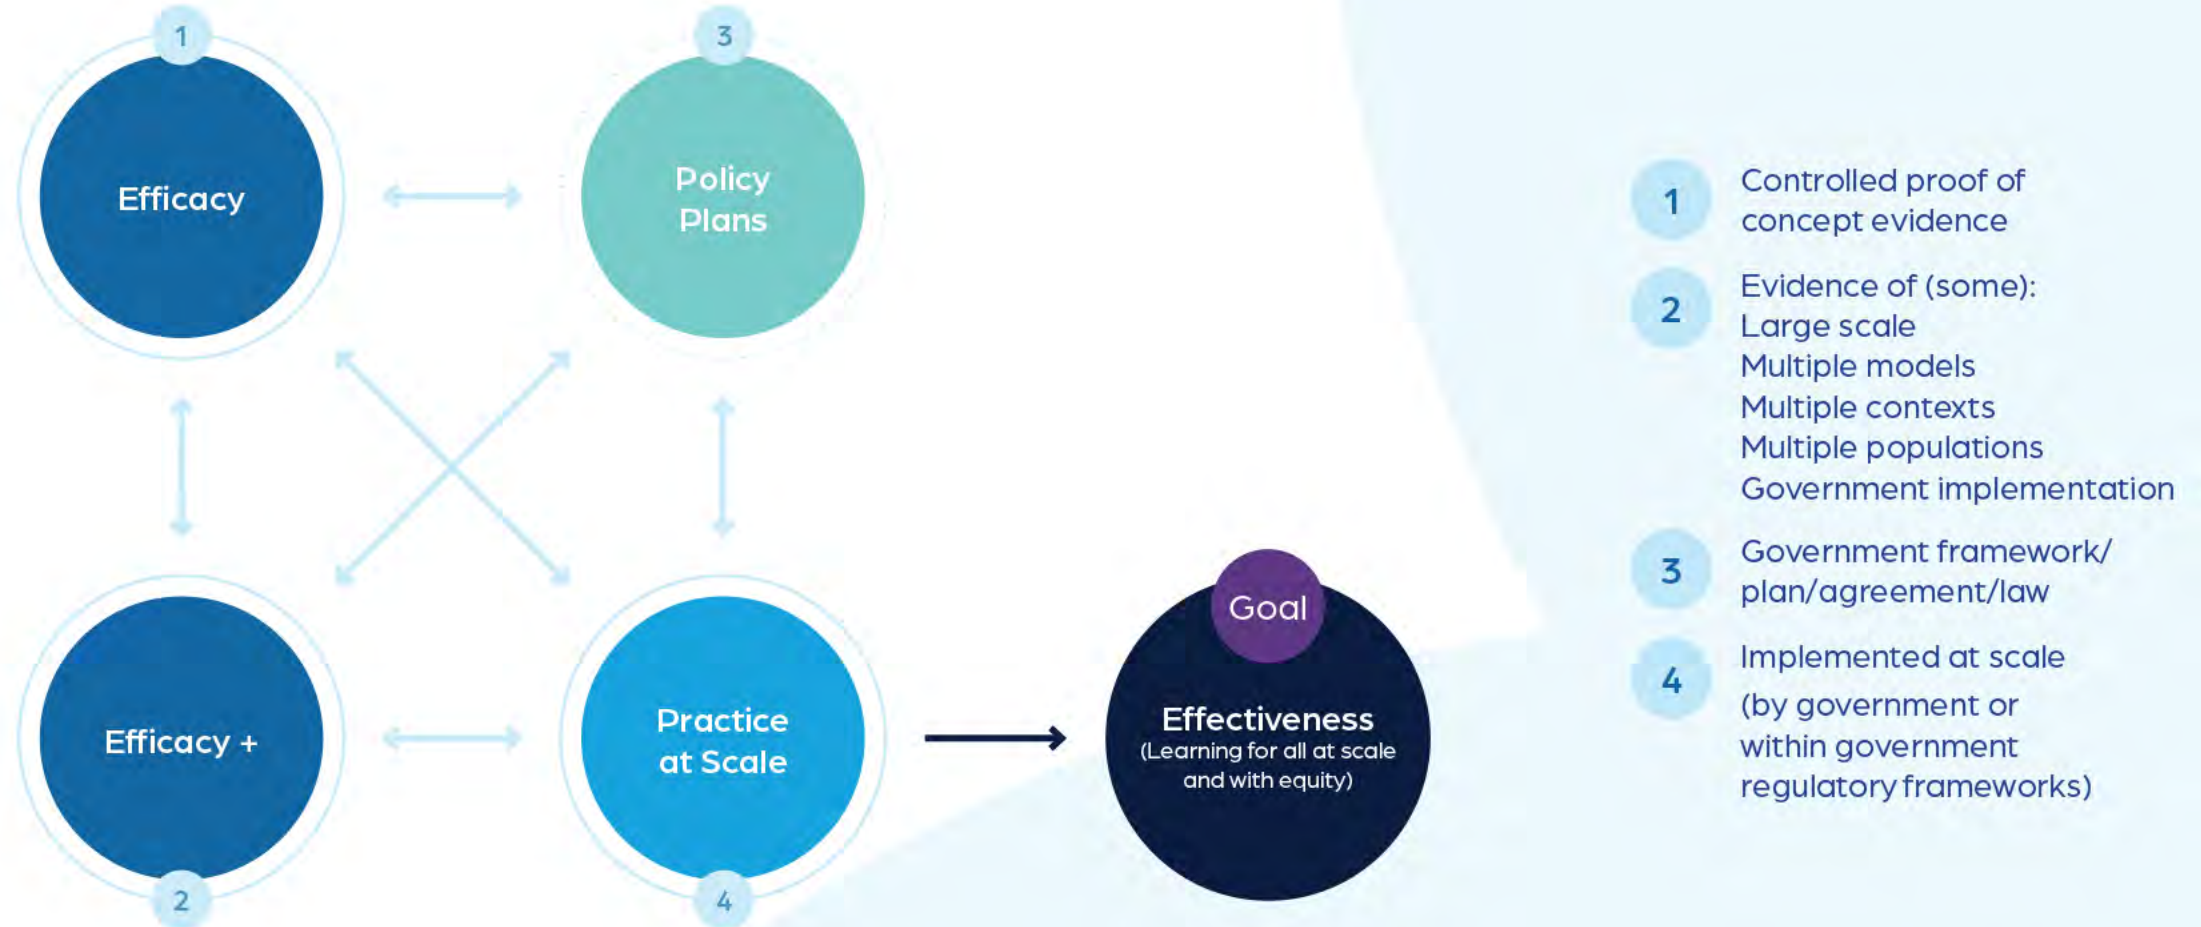 1
Efficacy
3
Policy
Plans
Efficacy +
2
Practice
at Scale
4
Goal
Effectiveness
(Learning for all at scale
and with equity)
1
Controlled proof of
concept evidence
2
Evidence of (some):
Large scale
Multiple models
Multiple contexts
Multiple populations
Government implementation
3
Government framework/
plan/agreement/law
4
Implemented at scale
(by government or
within government
regulatory frameworks)